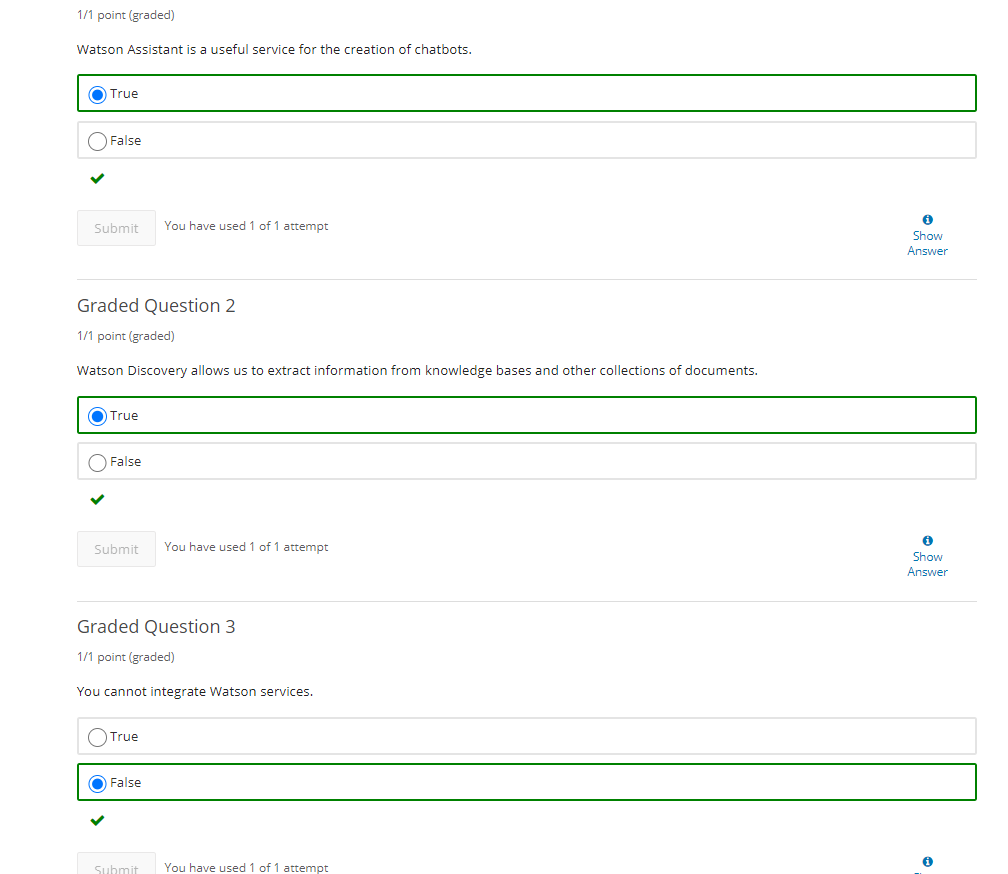 1/1 point (graded)
Watson Assistant is a useful service for the creation of chatbots.
True
False
Submit You have used 1 of 1 attempt
Show
Answer
Graded Question 2
1/1 point (graded)
Watson Discovery allows us to extract information from knowledge bases and other collections of documents.
True
False
Submit You have used 1 of 1 attempt
Show
Answer
Graded Question 3
1/1 point (graded)
You cannot integrate Watson services.
True
False
Submit You have used 1 of 1 attempt